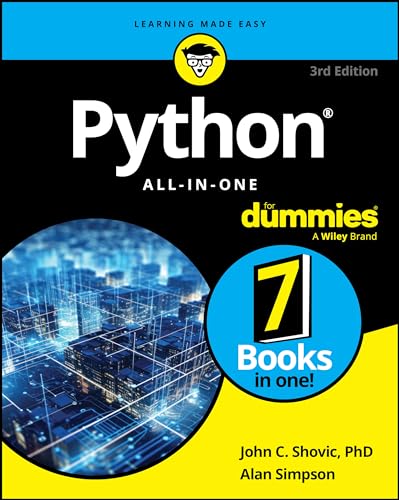 LEARNING MADE EASY
3rd Edition
Python®
ALL-IN-ONE
for
dummies®
A Wiley Brand
7
Books
in one!
John C. Shovic, PhD
Alan Simpson